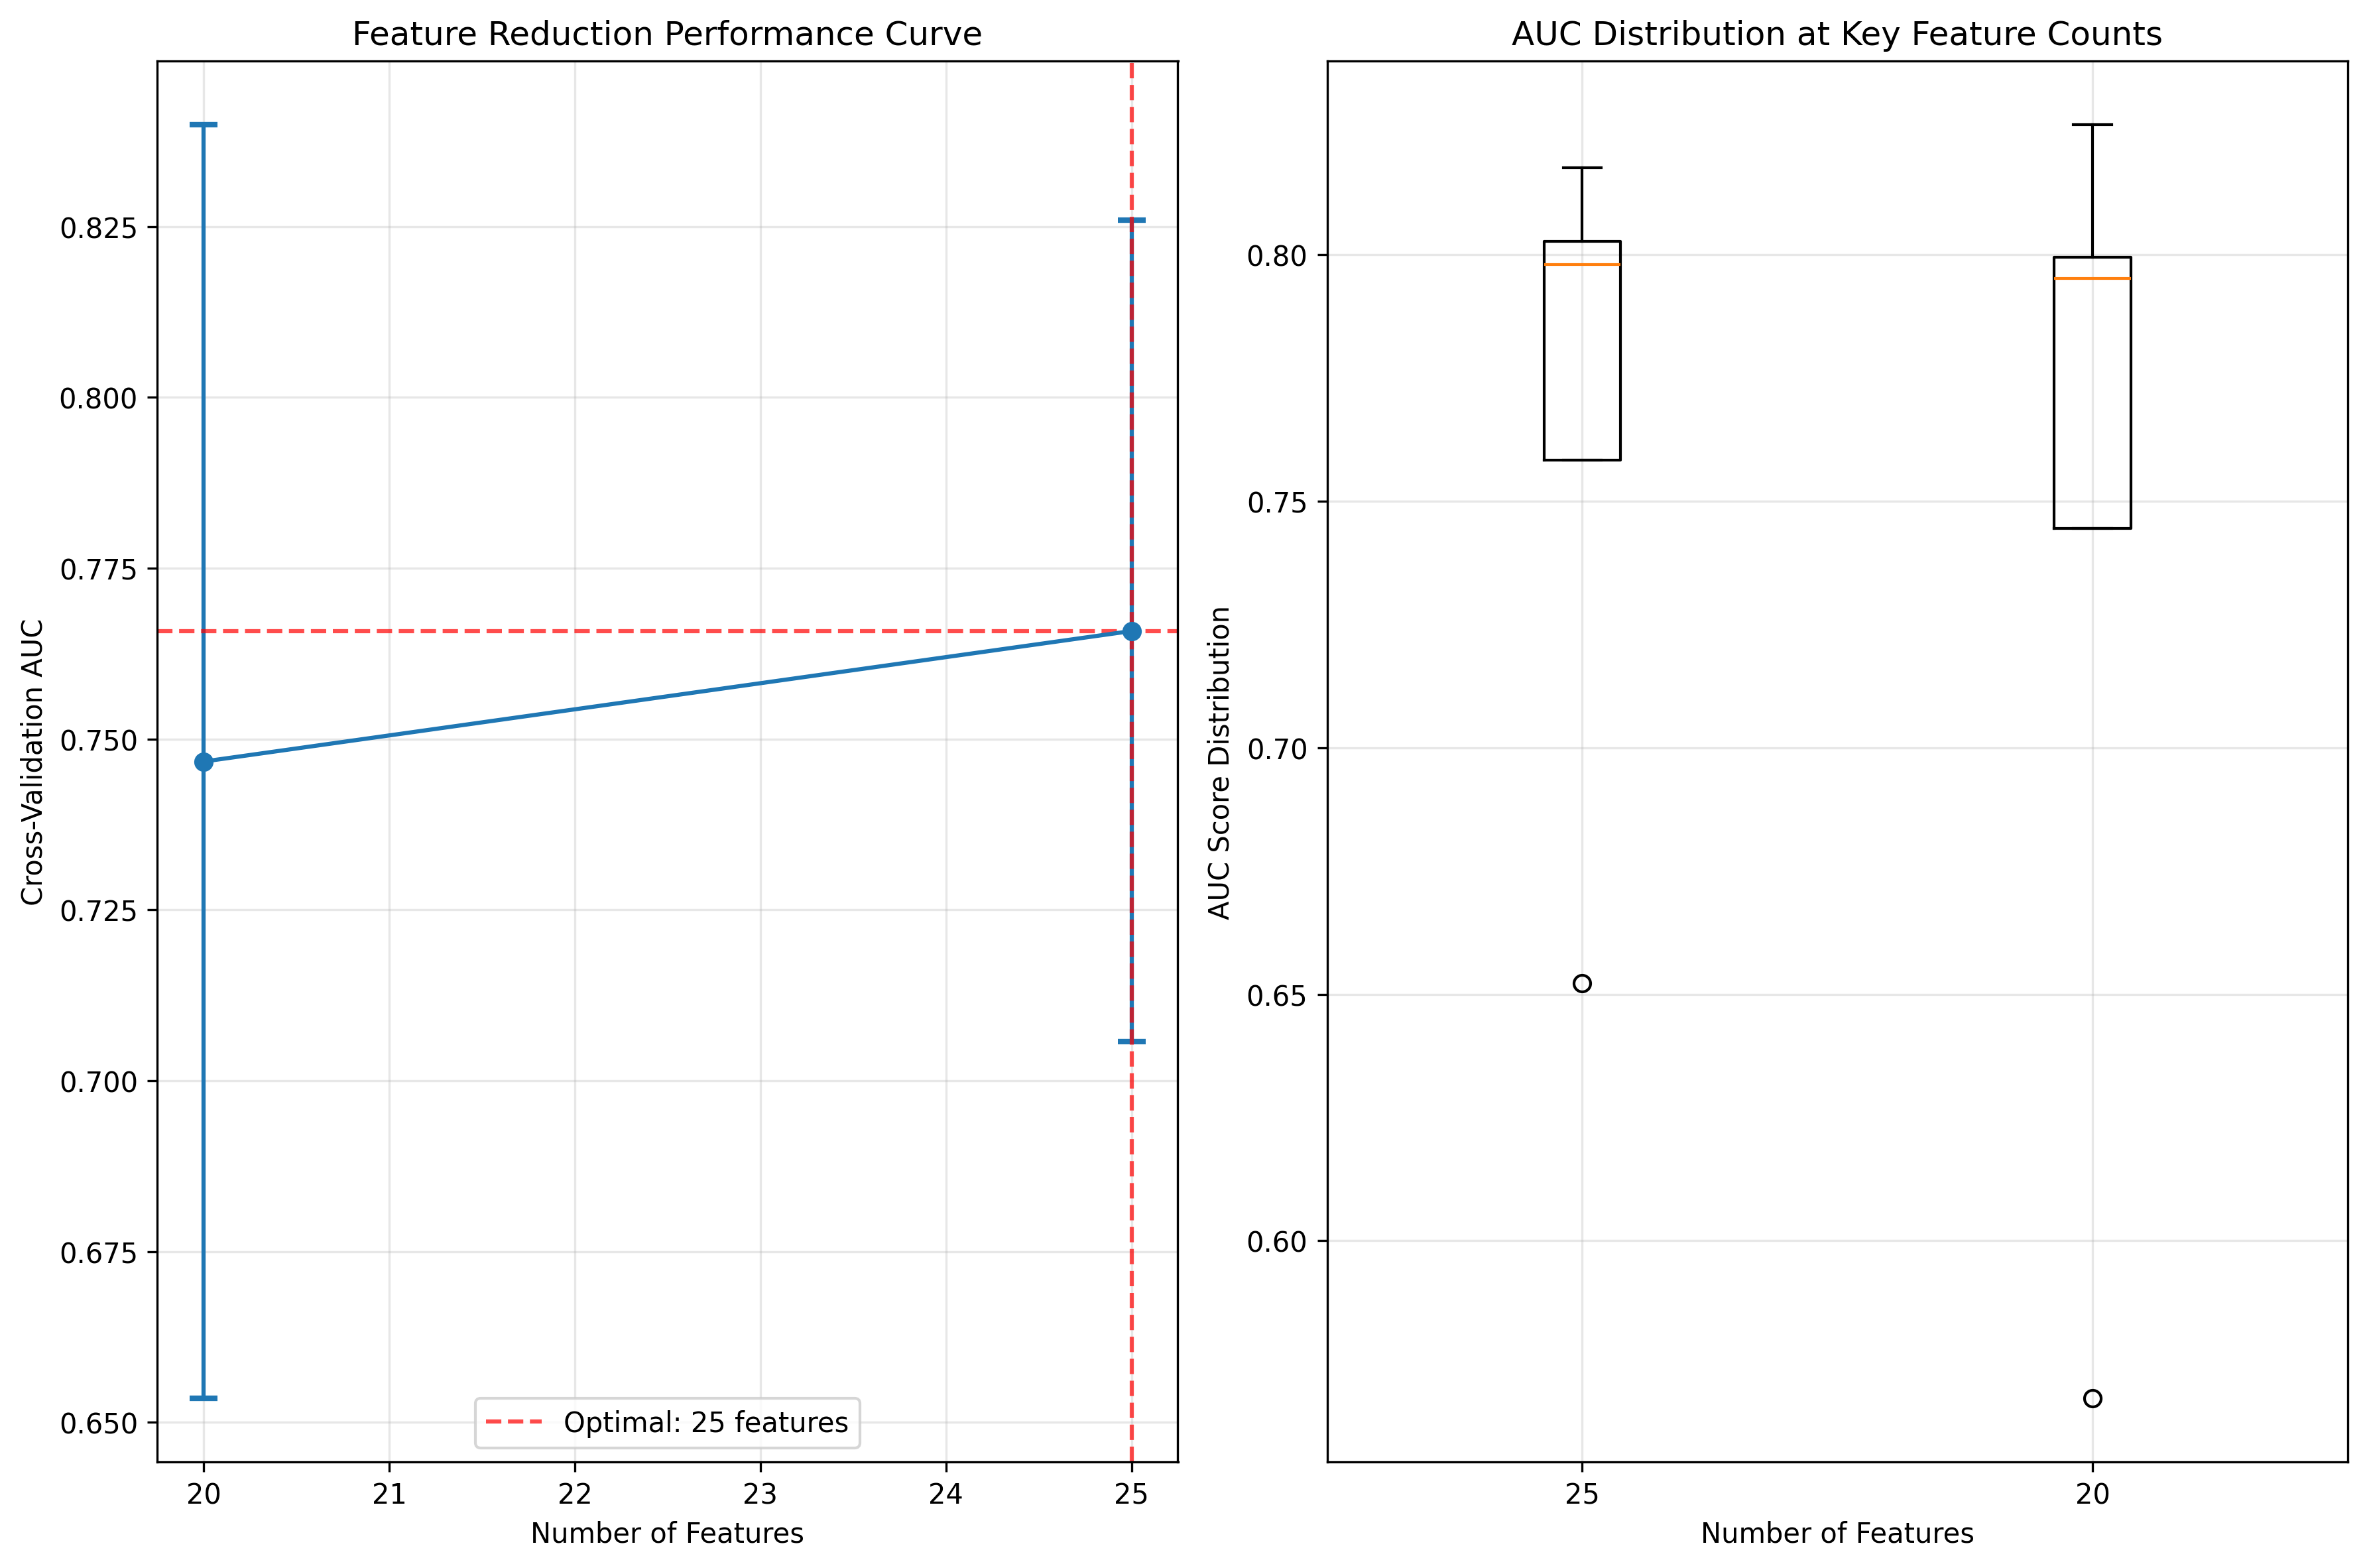 Feature Reduction Performance Curve
Cross-Validation AUC
0.825
0.800
0.775
0.750
0.725
0.700
0.675
0.650
Optimal: 25 features
20 21 22 23 24 25
Number of Features
AUC Distribution at Key Feature Counts
AUC Score Distribution
0.80
0.75
0.70
0.65
0.60
25 20
Number of Features